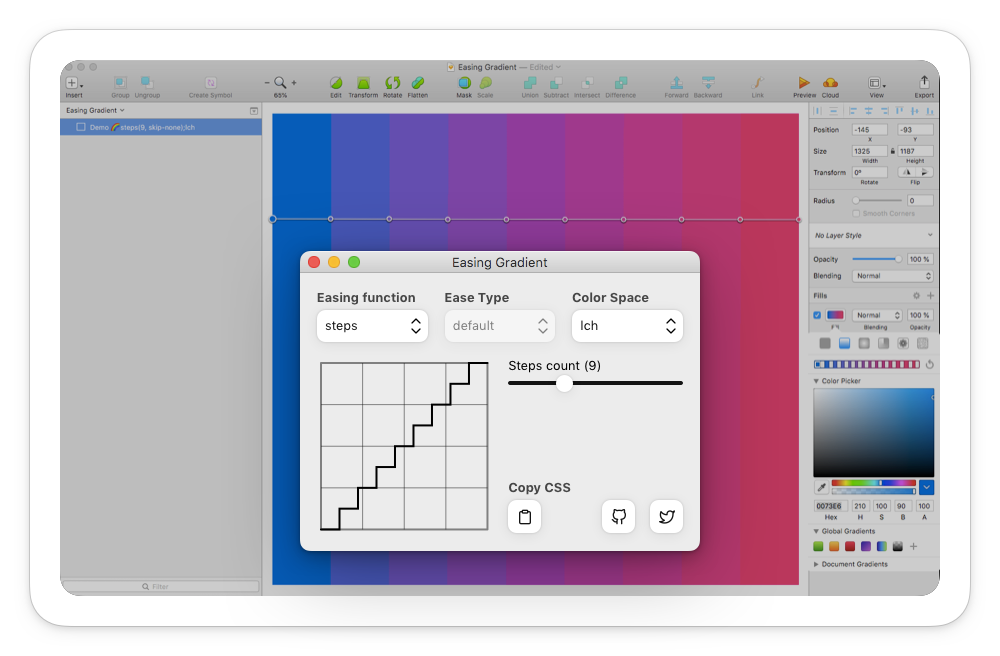 Easing Gradient — Edited
65%
Insert Group Ungroup Create Symbol Edit Transform Rotate Flatten Mask Scale Union Subtract Intersect Difference Forward Backward Link Preview Cloud View Export
Easing Gradient
Demo 🌈 steps(9, skip-none);lch
Filter
Easing Gradient
Easing function
steps
Ease Type
default
Color Space
lch
Steps count (9)
Copy CSS
Position -145 -93
X Y
Size 1325 1187
Width Height
Transform 0°
Rotate Flip
Radius 0
Smooth Corners
No Layer Style
Opacity 100 %
Blending Normal
Fills
Normal 100 %
Fill Blending Opacity
Color Picker
0073E6 210 100 90 100
Hex H S B A
Global Gradients
Document Gradients